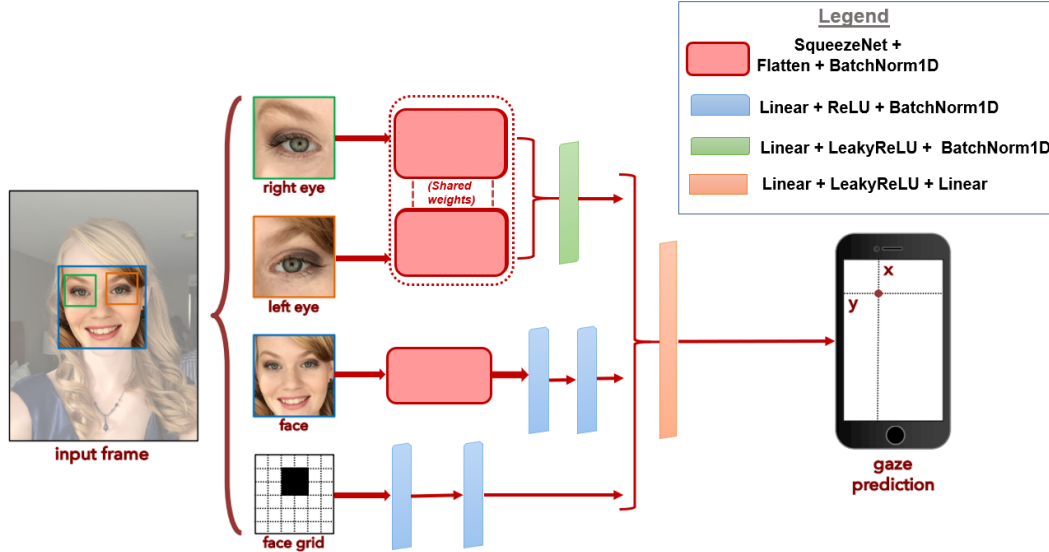 Legend
SqueezeNet +
Flatten + BatchNorm1D
Linear + ReLU + BatchNorm1D
Linear + LeakyReLU + BatchNorm1D
Linear + LeakyReLU + Linear
input frame
right eye
(Shared
weights)
left eye
face
face grid
x
y
gaze
prediction